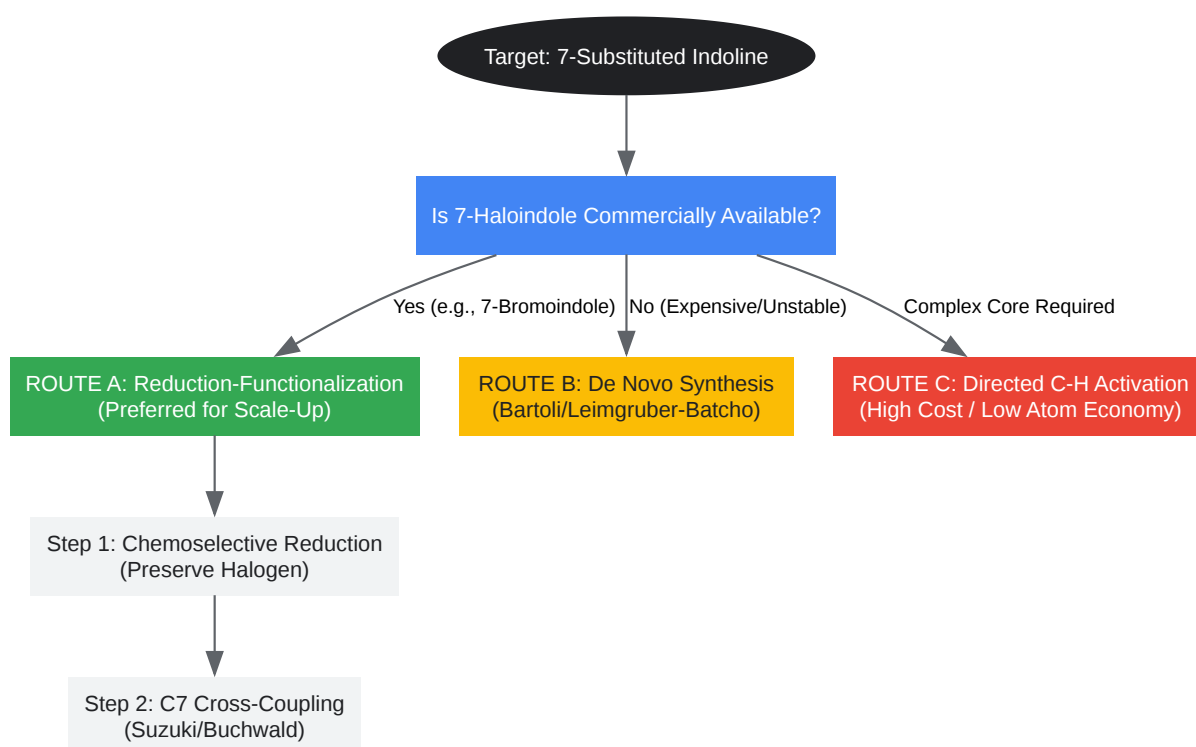 Target: 7-Substituted Indoline
Is 7-Haloindole Commercially Available?
Yes (e.g., 7-Bromoindole)
No (Expensive/Unstable)
Complex Core Required
ROUTE A: Reduction-Functionalization
(Preferred for Scale-Up)
ROUTE B: De Novo Synthesis
(Bartoli/Leimgruber-Batcho)
ROUTE C: Directed C-H Activation
(High Cost / Low Atom Economy)
Step 1: Chemoselective Reduction
(Preserve Halogen)
Step 2: C7 Cross-Coupling
(Suzuki/Buchwald)